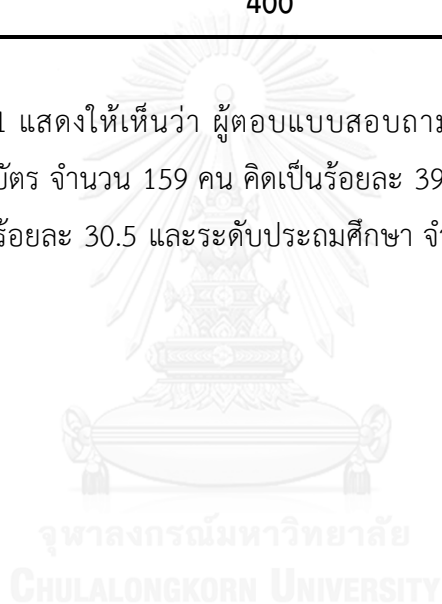 400
1 แสดงให้เห็นว่า ผู้ตอบแบบสอบถาม
บัตร จำนวน 159 คน คิดเป็นร้อยละ 39
ร้อยละ 30.5 และระดับประถมศึกษา จำ
จุฬาลงกรณ์มหาวิทยาลัย
CHULALONGKORN UNIVERSITY